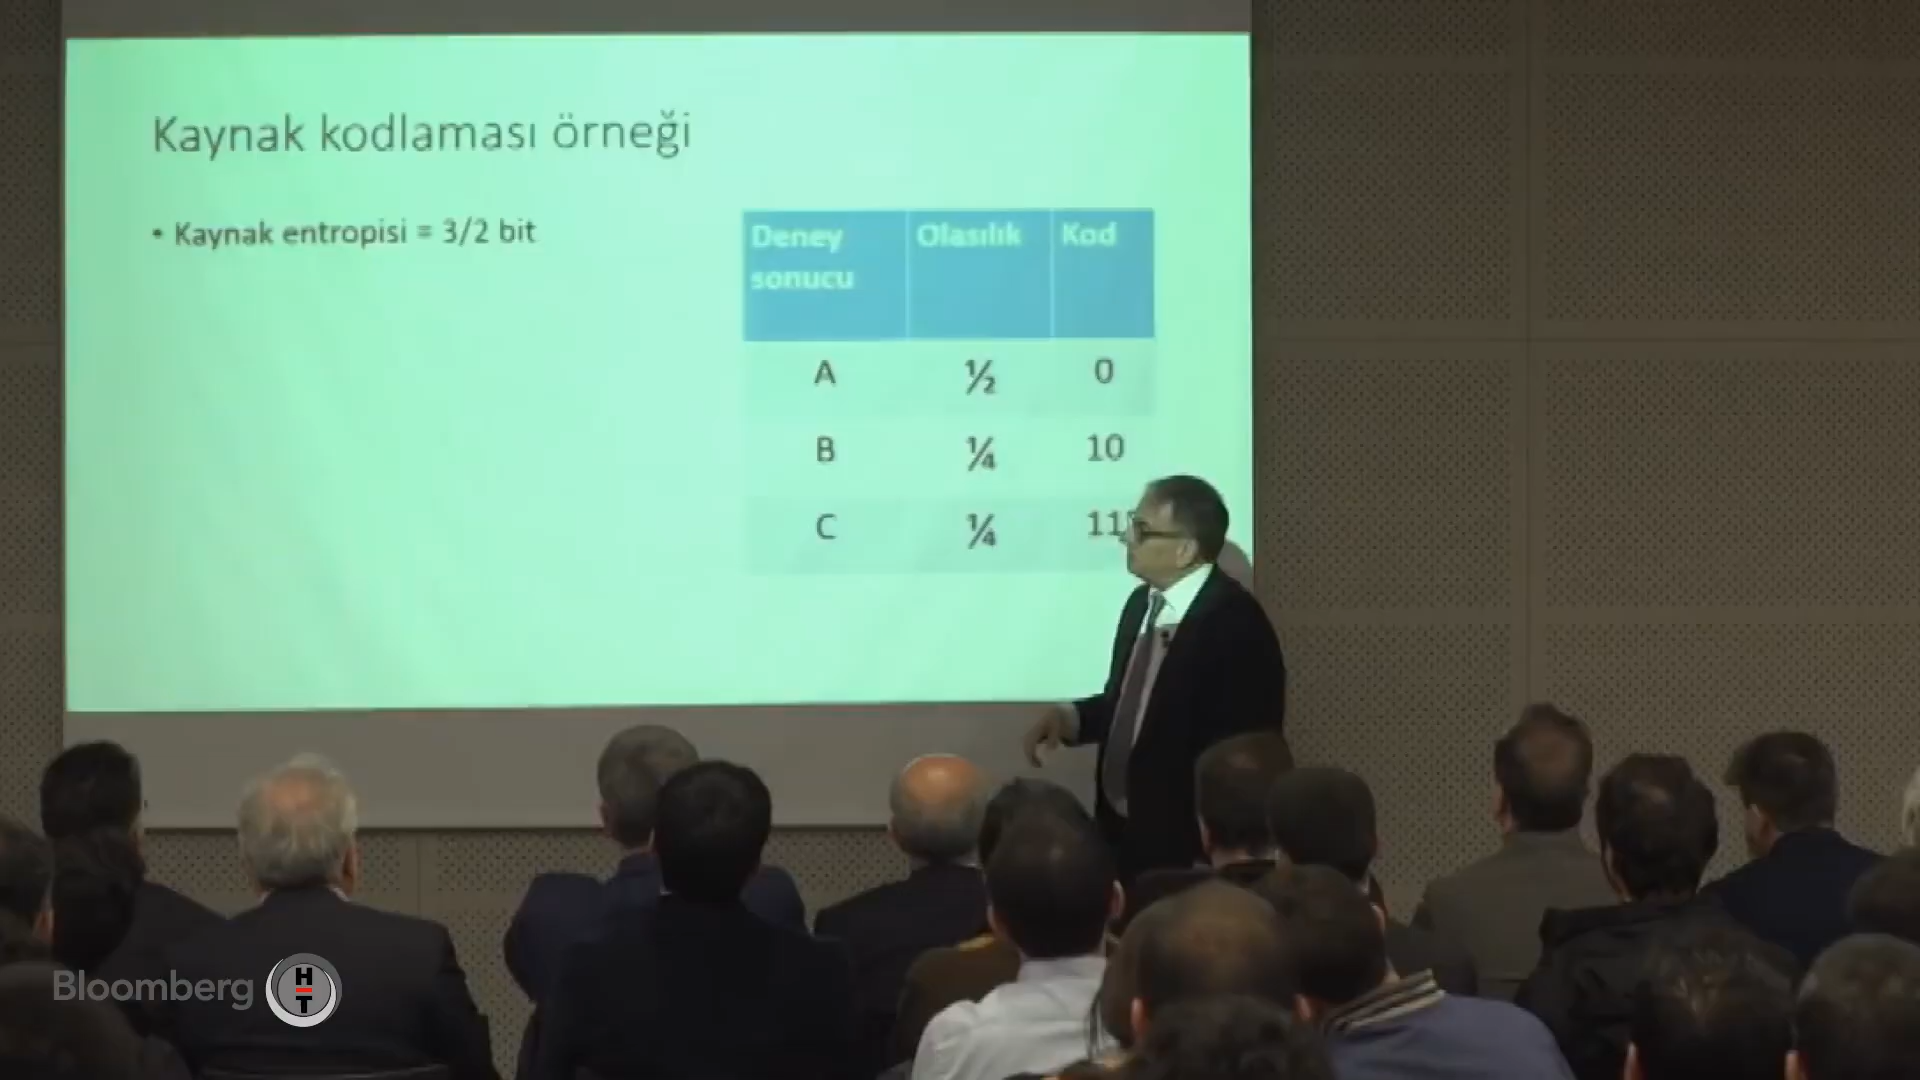 Kaynak kodlaması örneği
• Kaynak entropisi = 3/2 bit
Deney sonucu Olasılık Kod
A ½ 0
B ¼ 10
C ¼ 11
Bloomberg HT